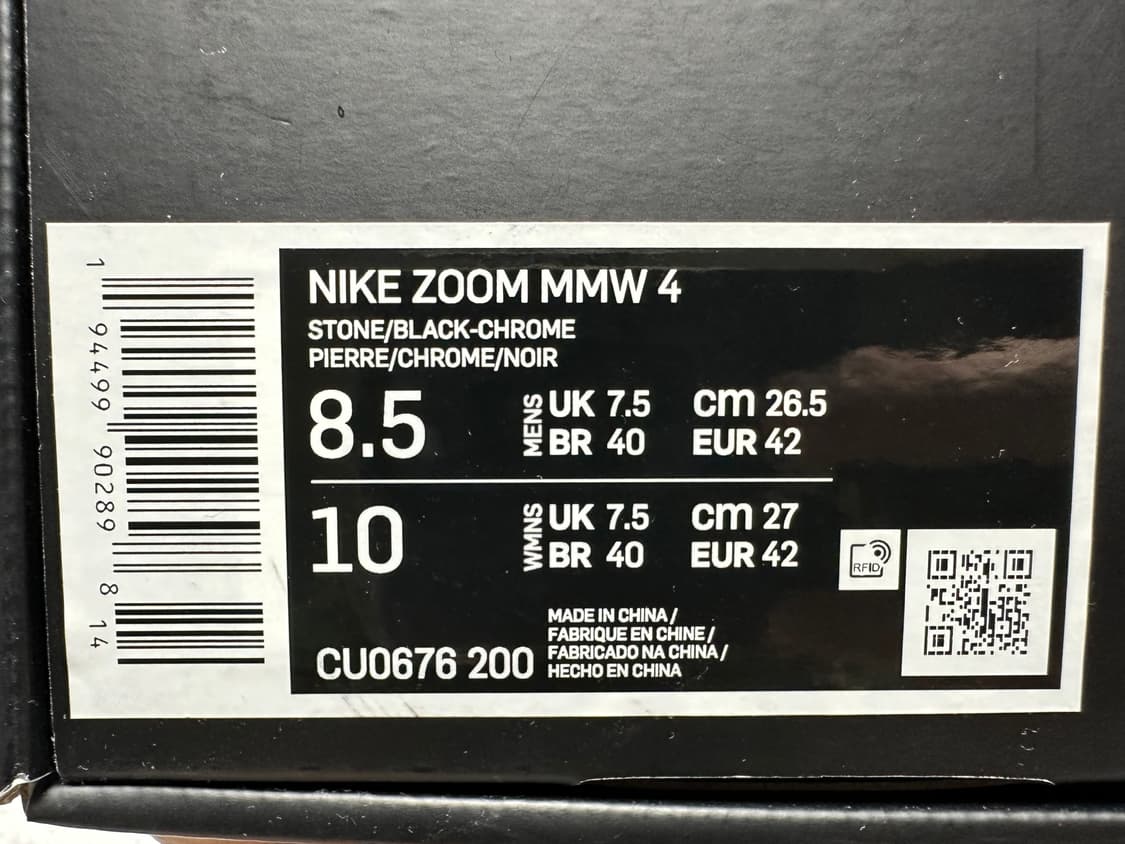 1 94499 90289 8 14
NIKE ZOOM MMW 4
STONE/BLACK-CHROME
PIERRE/CHROME/NOIR
8.5 MENS UK 7.5 cm 26.5
BR 40 EUR 42
10 WMNS UK 7.5 cm 27
BR 40 EUR 42
RFID
CU0676 200
MADE IN CHINA /
FABRIQUE EN CHINE /
FABRICADO NA CHINA /
HECHO EN CHINA